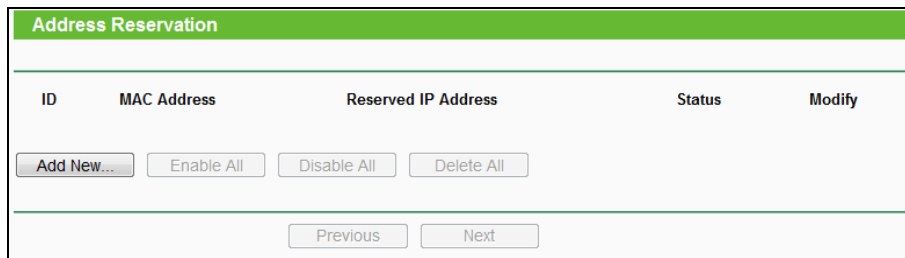 Address Reservation
ID MAC Address Reserved IP Address Status Modify
Add New... Enable All Disable All Delete All
Previous Next